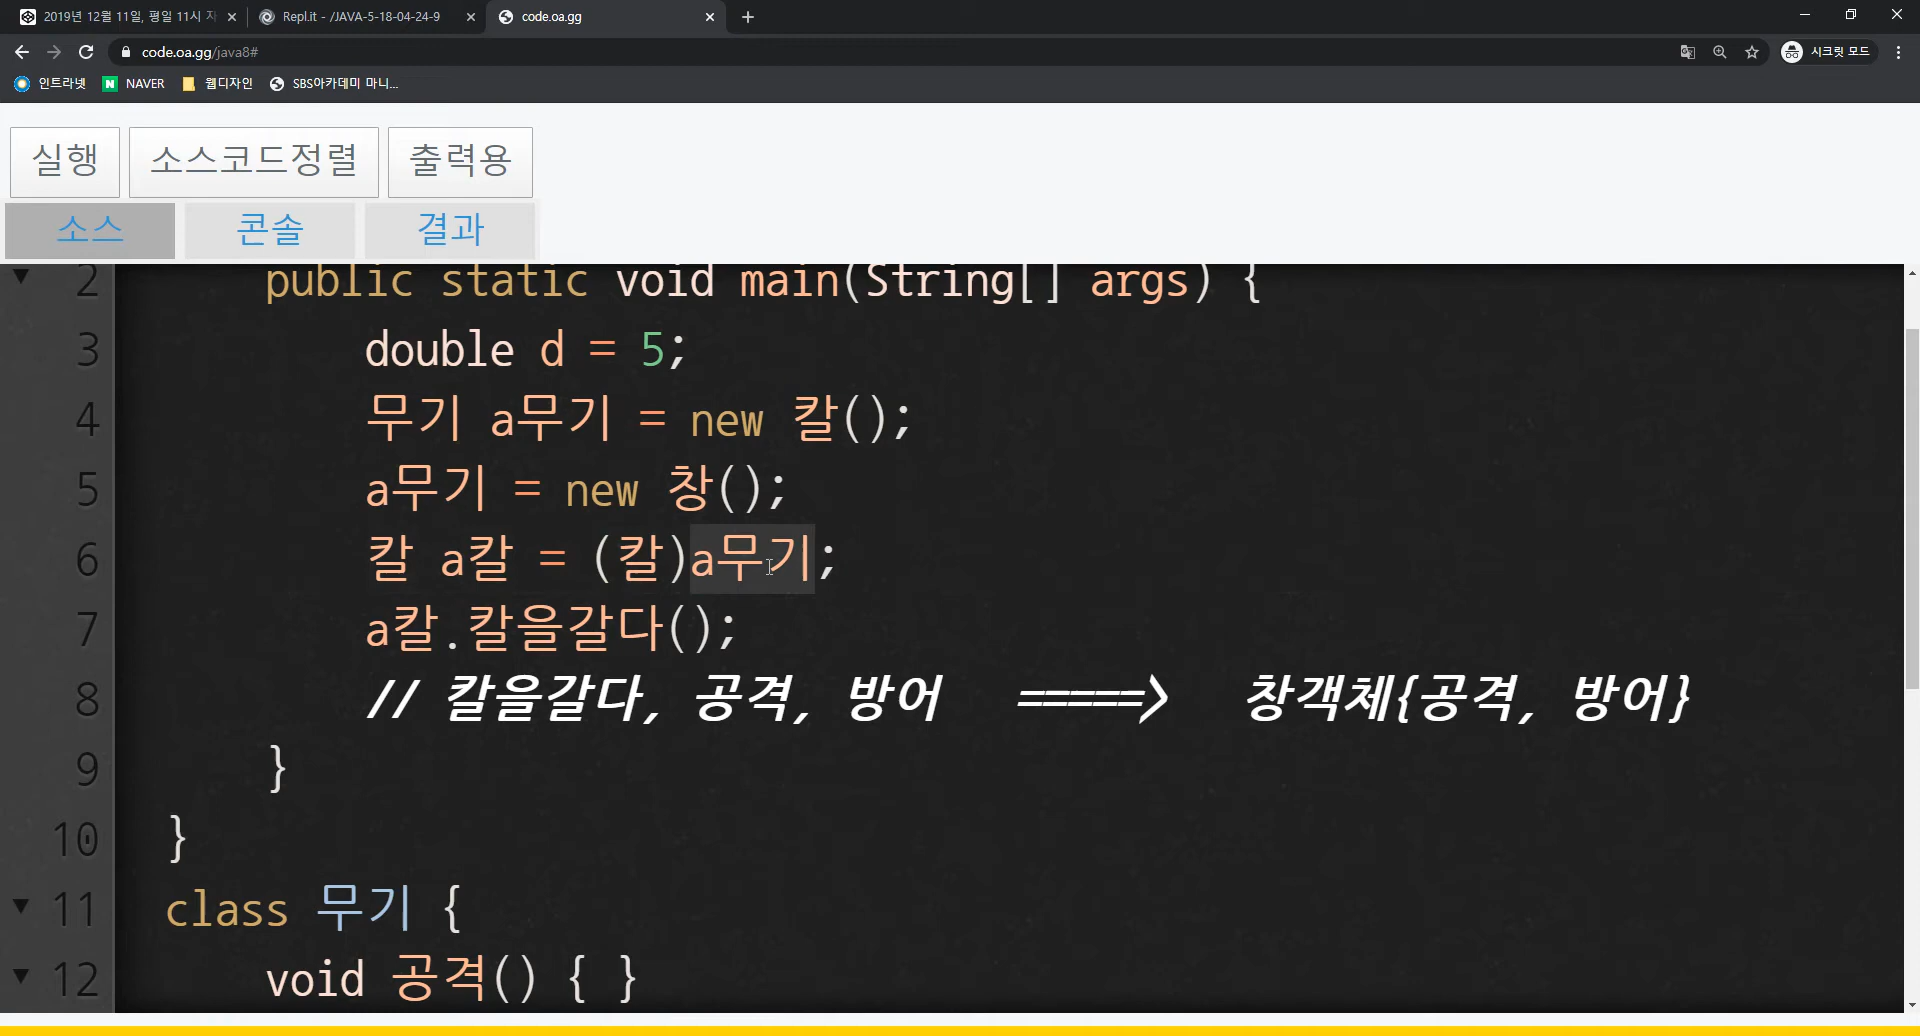 2019년 12월 11일, 평일 11시 자
Repl.it - /JAVA-5-18-04-24-9
code.oa.gg
code.oa.gg/java8#
시크릿 모드
인트라넷
N NAVER
웹디자인
SBS아카데미 마니...
실행 소스코드정렬 출력용
소스 콘솔 결과
2 public static void main(String[] args) {
3 double d = 5;
4 무기 a무기 = new 칼();
5 a무기 = new 창();
6 칼 a칼 = (칼)a무기;
7 a칼.칼을갈다();
8 // 칼을갈다, 공격, 방어 =====> 창객체{공격, 방어}
9 }
10 }
11 class 무기 {
12 void 공격() { }